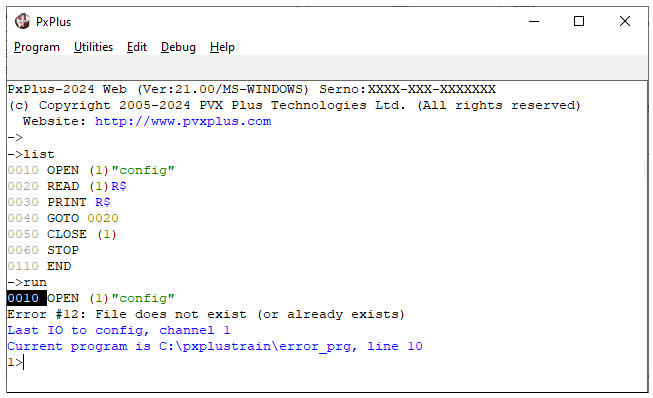 PxPlus
Program Utilities Edit Debug Help
PxPlus-2024 Web (Ver:21.00/MS-WINDOWS) Serno:XXXX-XXX-XXXXXXX
(c) Copyright 2005-2024 PVX Plus Technologies Ltd. (All rights reserved)
Website: http://www.pvxplus.com
->
->list
0010 OPEN (1)"config"
0020 READ (1)R$
0030 PRINT R$
0040 GOTO 0020
0050 CLOSE (1)
0060 STOP
0110 END
->run
0010 OPEN (1)"config"
Error #12: File does not exist (or already exists)
Last IO to config, channel 1
Current program is C:\pxplustrain\error_prg, line 10
1>